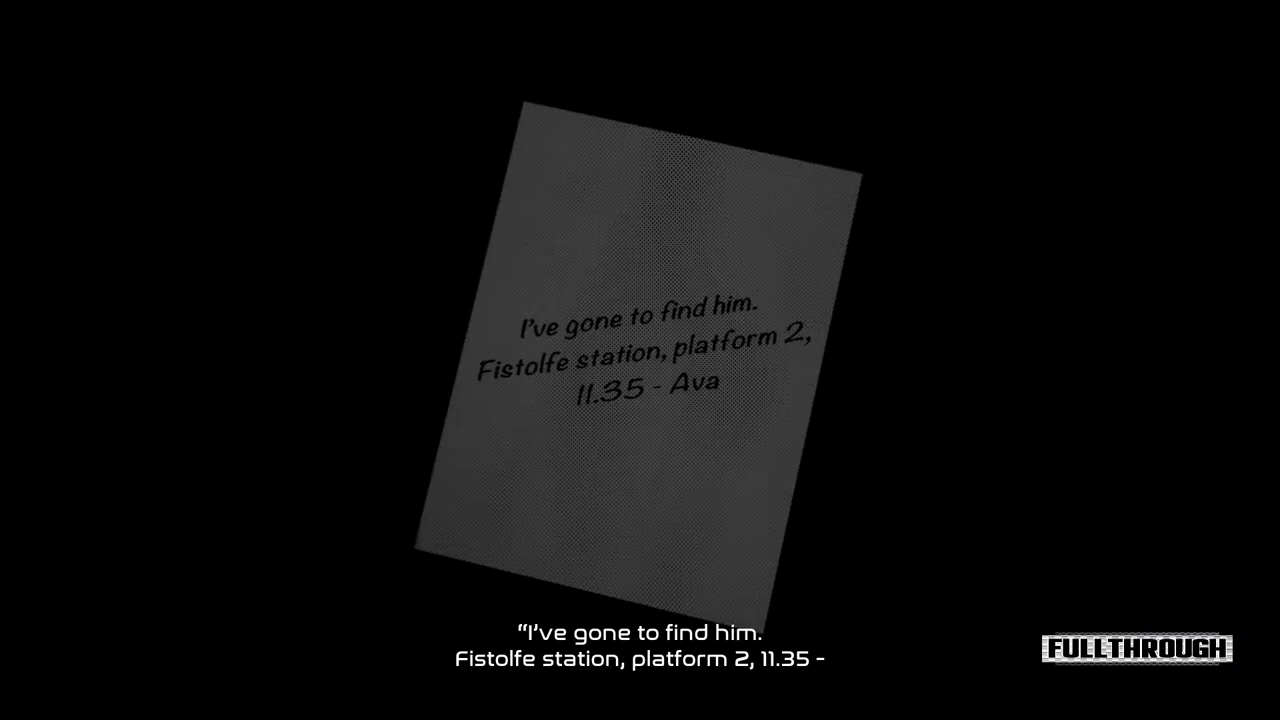 I've gone to find him.
Fistolfe station, platform 2,
11.35 - Ava
“I've gone to find him.
Fistolfe station, platform 2, 11.35 -
FULLTHROUGH